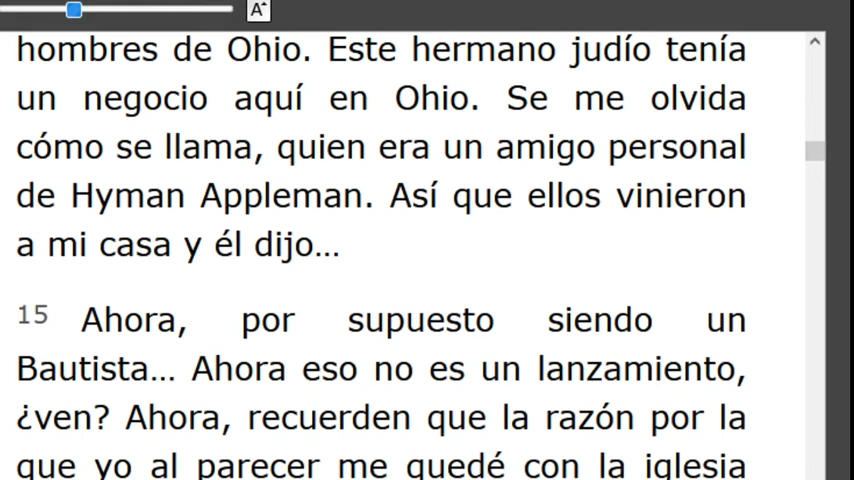 A
hombres de Ohio. Este hermano judío tenía
un negocio aquí en Ohio. Se me olvida
cómo se llama, quien era un amigo personal
de Hyman Appleman. Así que ellos vinieron
a mi casa y él dijo…
15 Ahora, por supuesto siendo un
Bautista… Ahora eso no es un lanzamiento,
¿ven? Ahora, recuerden que la razón por la
que yo al parecer me quedé con la iglesia